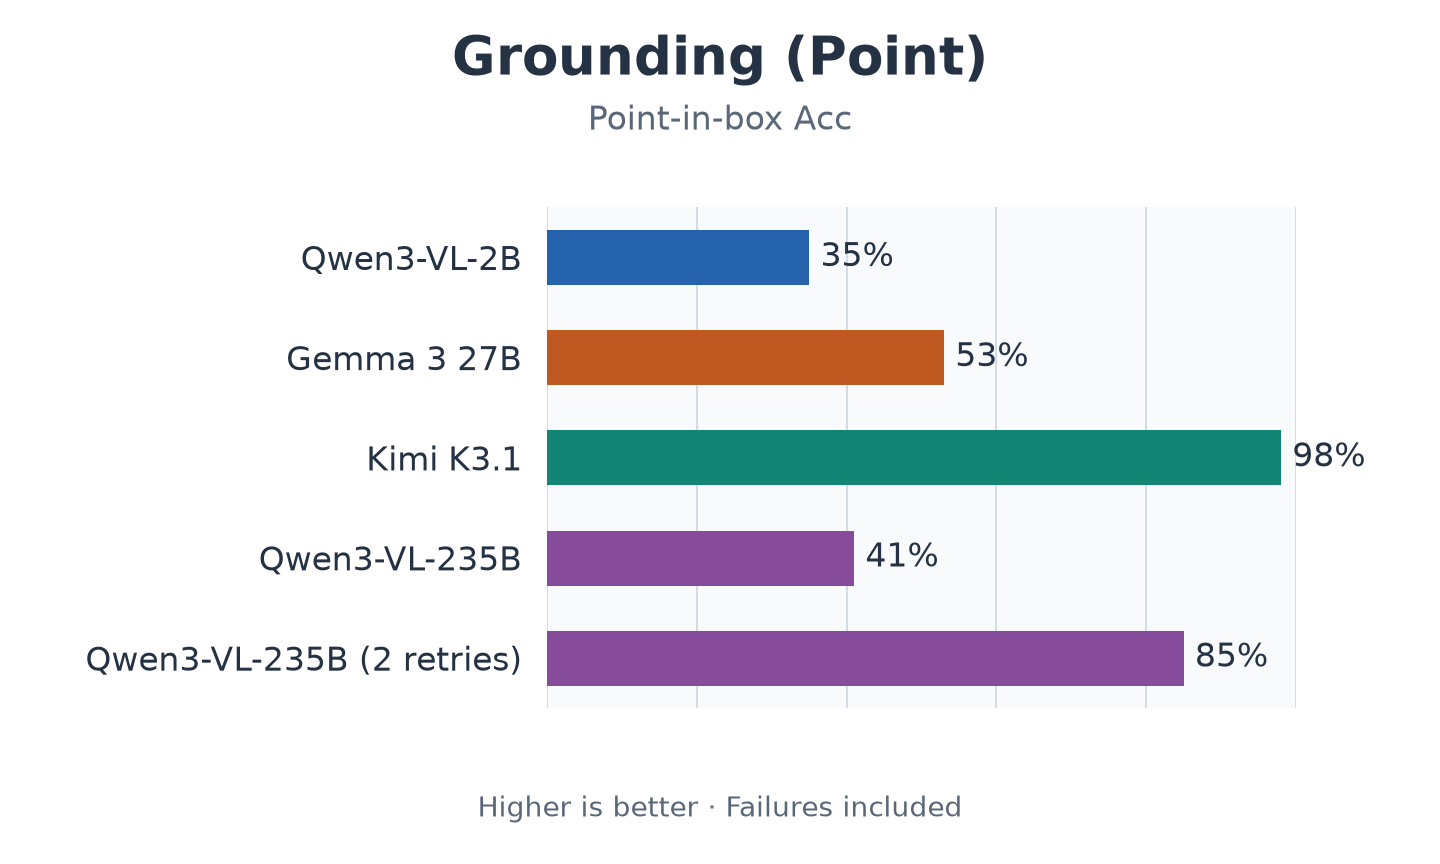 Grounding (Point)
Point-in-box Acc
Qwen3-VL-2B 35%
Gemma 3 27B 53%
Kimi K3.1 98%
Qwen3-VL-235B 41%
Qwen3-VL-235B (2 retries) 85%
Higher is better · Failures included